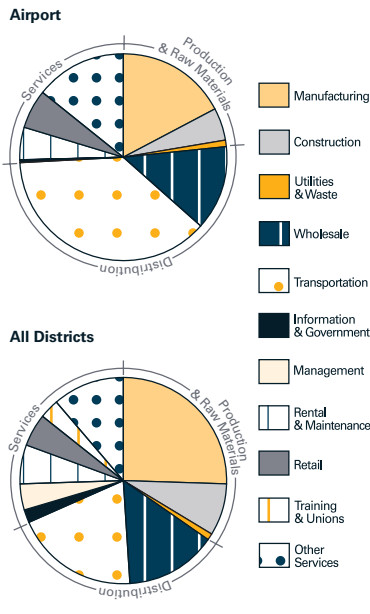 Airport
Services
Production
& Raw Materials
Distribution
All Districts
Services
Production
& Raw Materials
Distribution
Manufacturing
Construction
Utilities
& Waste
Wholesale
Transportation
Information
& Government
Management
Rental
& Maintenance
Retail
Training
& Unions
Other
Services